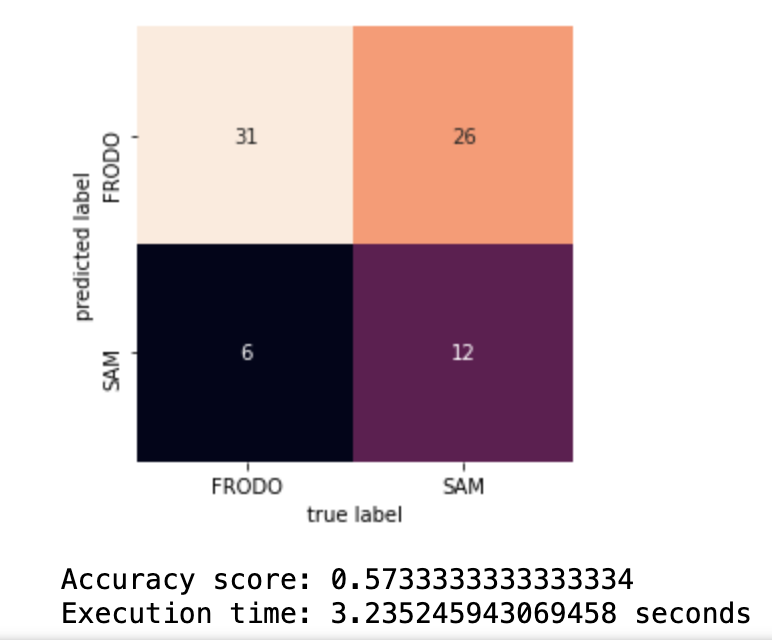 31 26
FRODO
predicted label
6 12
SAM
FRODO SAM
true label
Accuracy score: 0.5733333333333334
Execution time: 3.235245943069458 seconds